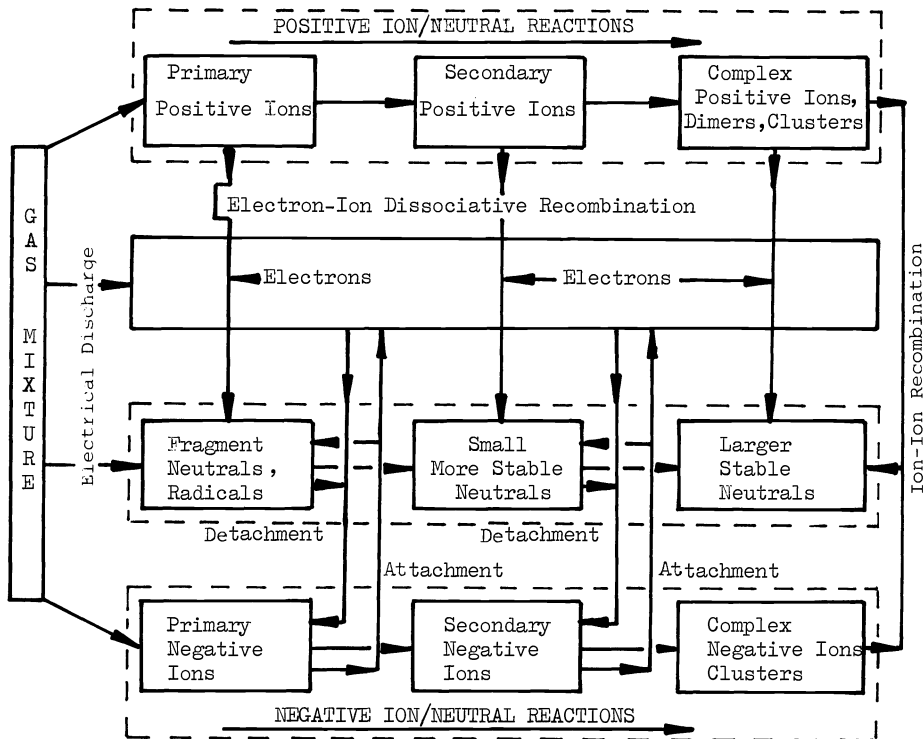 POSITIVE ION/NEUTRAL REACTIONS
Primary
Positive Ions
Secondary
Positive Ions
Complex
Positive Ions,
Dimers, Clusters
Electron-Ion Dissociative Recombination
GAS MIXTURE
Electrical Discharge
Electrons
Electrons
Ion-Ion Recombination
Fragment
Neutrals,
Radicals
Small
More Stable
Neutrals
Larger
Stable
Neutrals
Detachment
Detachment
Attachment
Attachment
Primary
Negative
Ions
Secondary
Negative
Ions
Complex
Negative Ions
Clusters
NEGATIVE ION/NEUTRAL REACTIONS